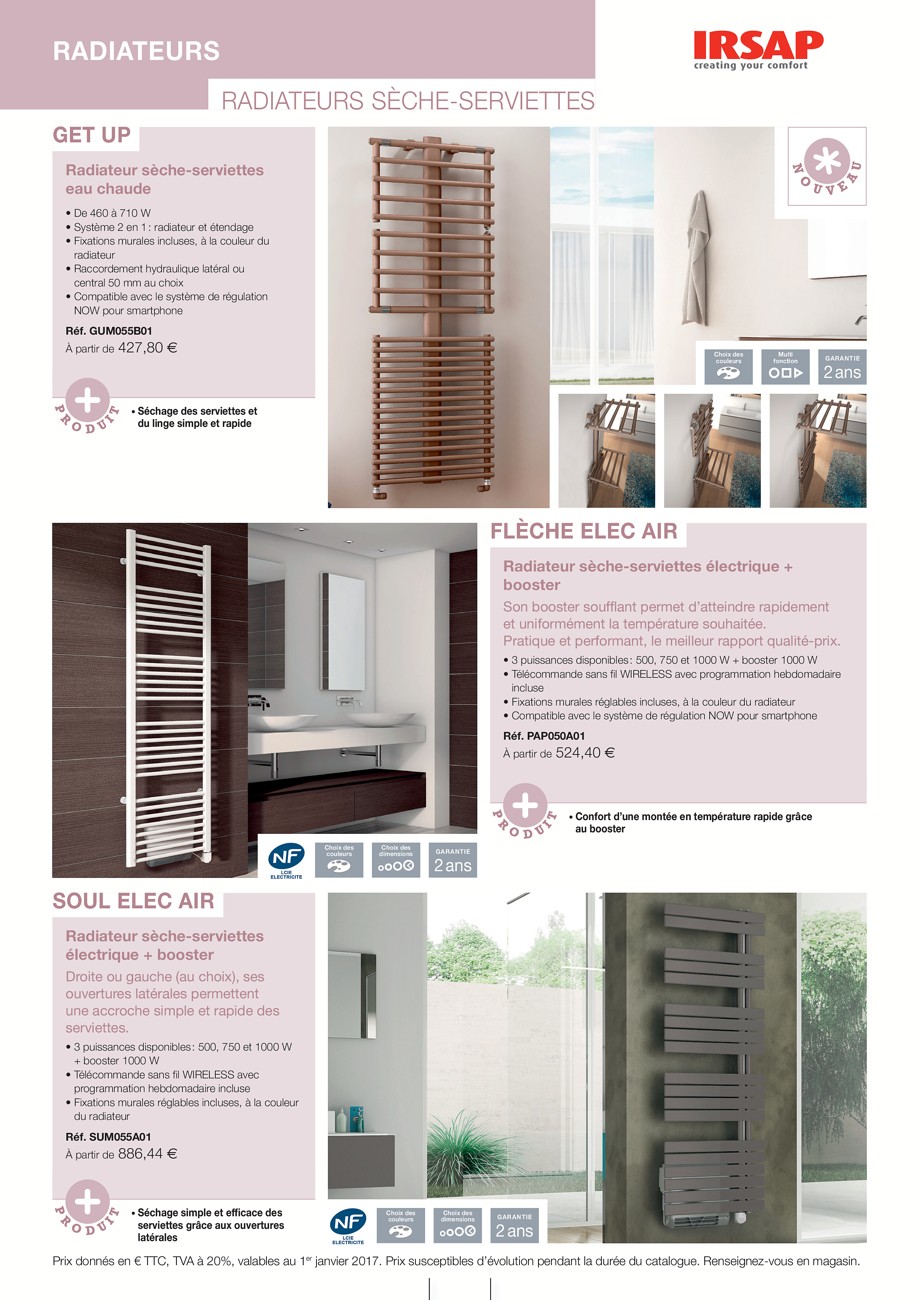 RADIATEURS
IRSAP
creating your comfort
RADIATEURS SÈCHE-SERVIETTES
GET UP
Radiateur sèche-serviettes
eau chaude
• De 460 à 710 W
• Système 2 en 1 : radiateur et étendage
• Fixations murales incluses, à la couleur du
radiateur
• Raccordement hydraulique latéral ou
central 50 mm au choix
• Compatible avec le système de régulation
NOW pour smartphone
Réf. GUM055B01
À partir de 427,80 €
PRODUIT
• Séchage des serviettes et
du linge simple et rapide
NOUVEAU
Choix des
couleurs
Multi
fonction
GARANTIE
2 ans
FLÈCHE ELEC AIR
Radiateur sèche-serviettes électrique +
booster
Son booster soufflant permet d'atteindre rapidement
et uniformément la température souhaitée.
Pratique et performant, le meilleur rapport qualité-prix.
• 3 puissances disponibles : 500, 750 et 1000 W + booster 1000 W
• Télécommande sans fil WIRELESS avec programmation hebdomadaire
incluse
• Fixations murales réglables incluses, à la couleur du radiateur
• Compatible avec le système de régulation NOW pour smartphone
Réf. PAP050A01
À partir de 524,40 €
PRODUIT
• Confort d'une montée en température rapide grâce
au booster
NF
LCIE
ELECTRICITE
Choix des
couleurs
Choix des
dimensions
GARANTIE
2 ans
SOUL ELEC AIR
Radiateur sèche-serviettes
électrique + booster
Droite ou gauche (au choix), ses
ouvertures latérales permettent
une accroche simple et rapide des
serviettes.
• 3 puissances disponibles : 500, 750 et 1000 W
+ booster 1000 W
• Télécommande sans fil WIRELESS avec
programmation hebdomadaire incluse
• Fixations murales réglables incluses, à la couleur
du radiateur
Réf. SUM055A01
À partir de 886,44 €
PRODUIT
• Séchage simple et efficace des
serviettes grâce aux ouvertures
latérales
NF
LCIE
ELECTRICITE
Choix des
couleurs
Choix des
dimensions
GARANTIE
2 ans
Prix donnés en € TTC, TVA à 20%, valables au 1er janvier 2017. Prix susceptibles d'évolution pendant la durée du catalogue. Renseignez-vous en magasin.